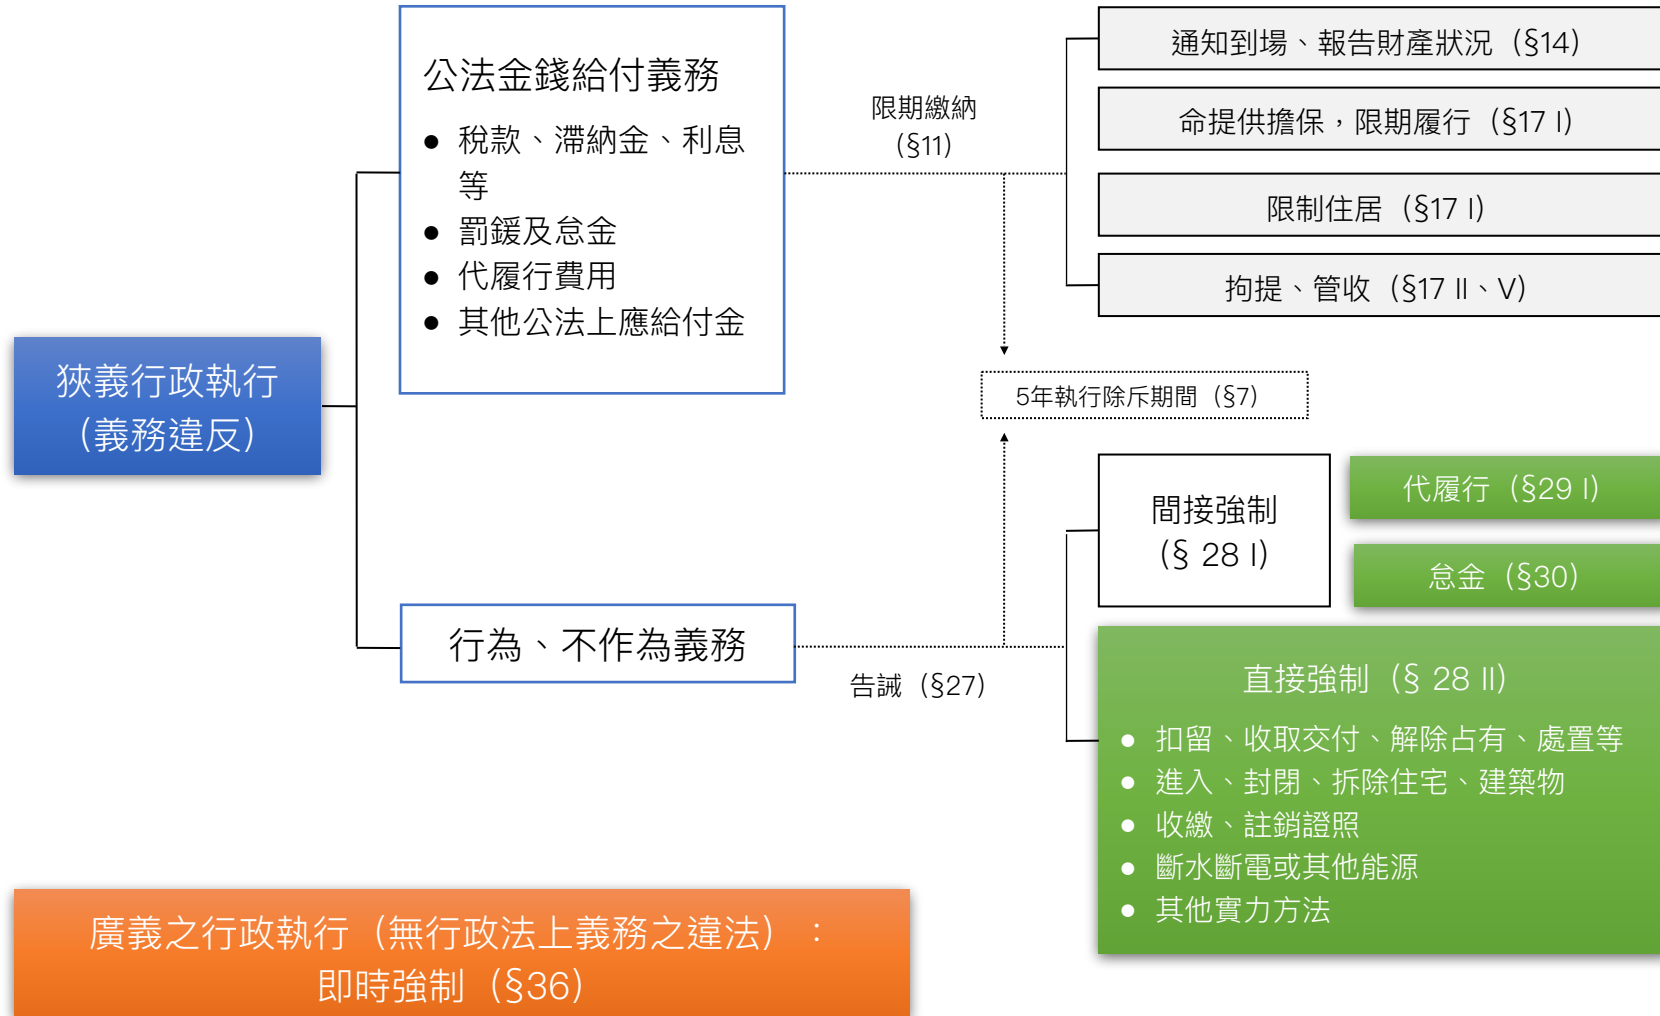 狹義行政執行
（義務違反）
公法金錢給付義務
● 稅款、滯納金、利息
等
● 罰鍰及怠金
● 代履行費用
● 其他公法上應給付金
限期繳納
（§11）
通知到場、報告財產狀況（§14）
命提供擔保，限期履行（§17 I）
限制住居（§17 I）
拘提、管收（§17 II、V）
5年執行除斥期間（§7）
行為、不作為義務
告誡（§27）
間接強制
（§ 28 I）
代履行（§29 I）
怠金（§30）
直接強制（§ 28 II）
● 扣留、收取交付、解除占有、處置等
● 進入、封閉、拆除住宅、建築物
● 收繳、註銷證照
● 斷水斷電或其他能源
● 其他實力方法
廣義之行政執行（無行政法上義務之違法）：
即時強制（§36）